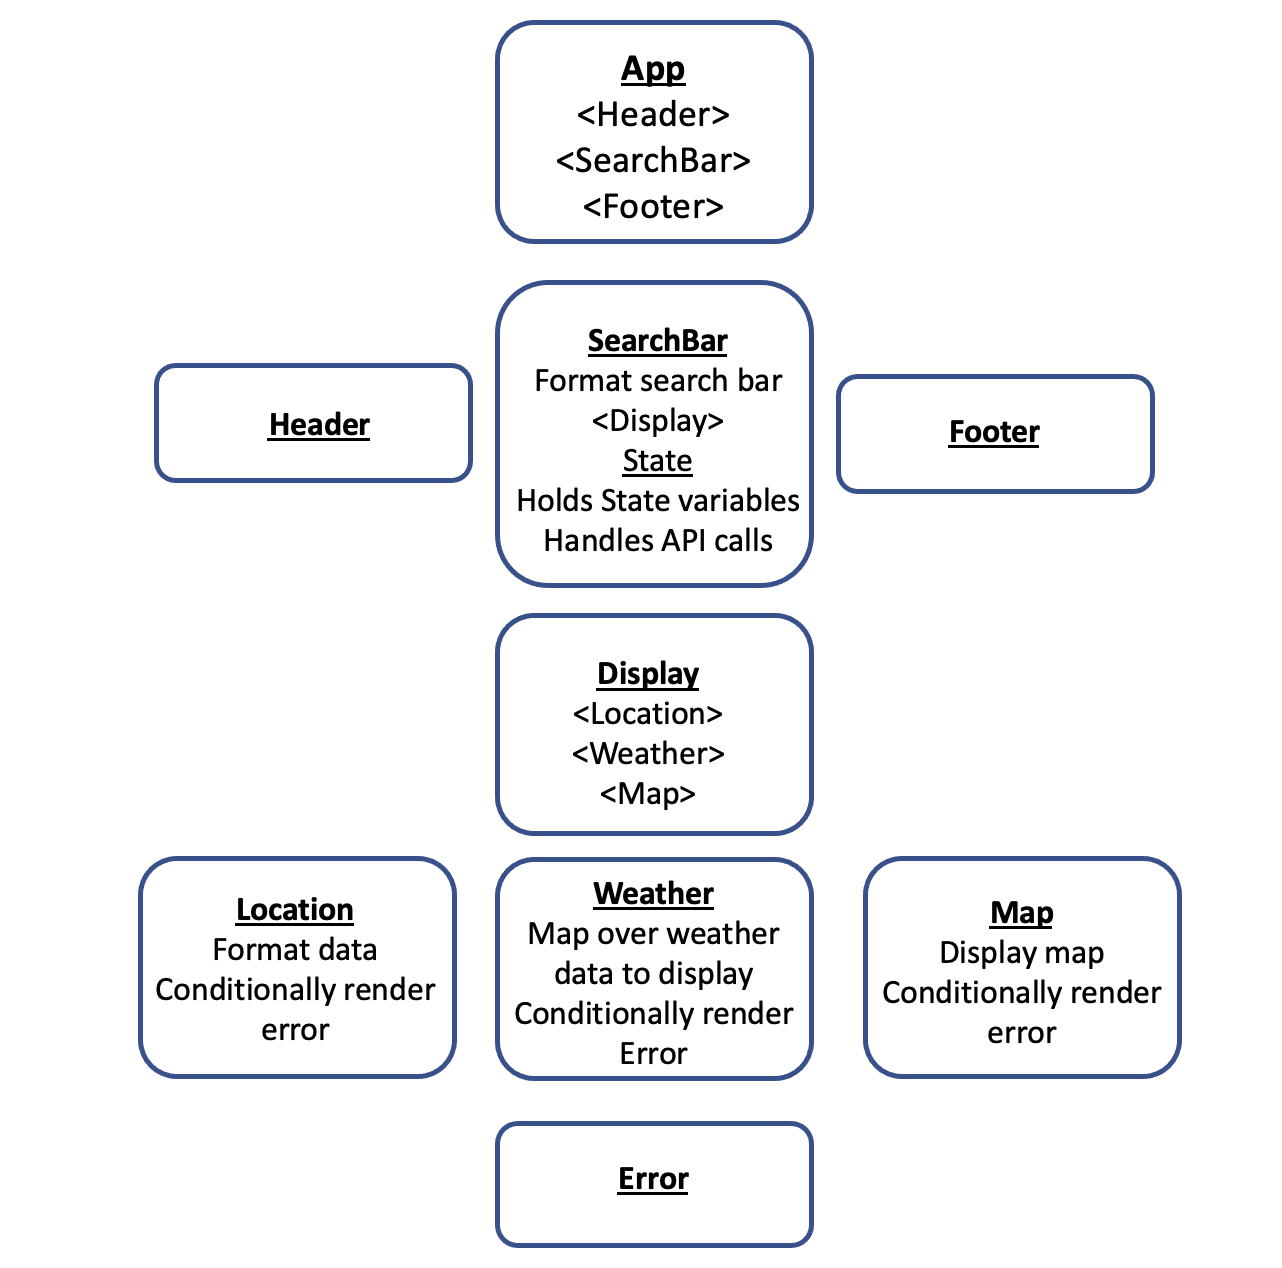 App
<Header>
<SearchBar>
<Footer>
Header
SearchBar
Format search bar
<Display>
State
Holds State variables
Handles API calls
Footer
Display
<Location>
<Weather>
<Map>
Location
Format data
Conditionally render
error
Weather
Map over weather
data to display
Conditionally render
Error
Map
Display map
Conditionally render
error
Error